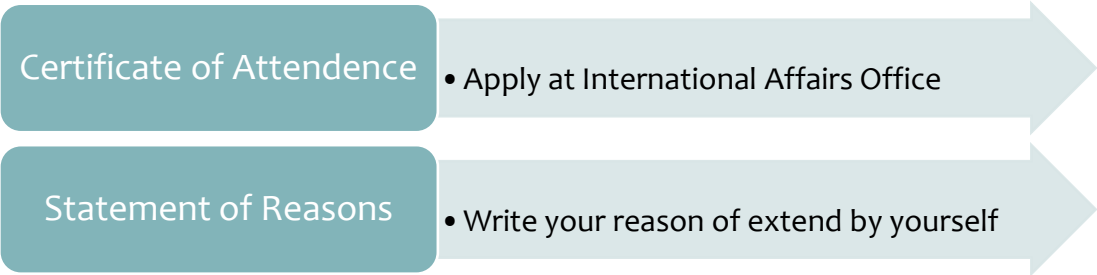 Certificate of Attendence
• Apply at International Affairs Office
Statement of Reasons
• Write your reason of extend by yourself